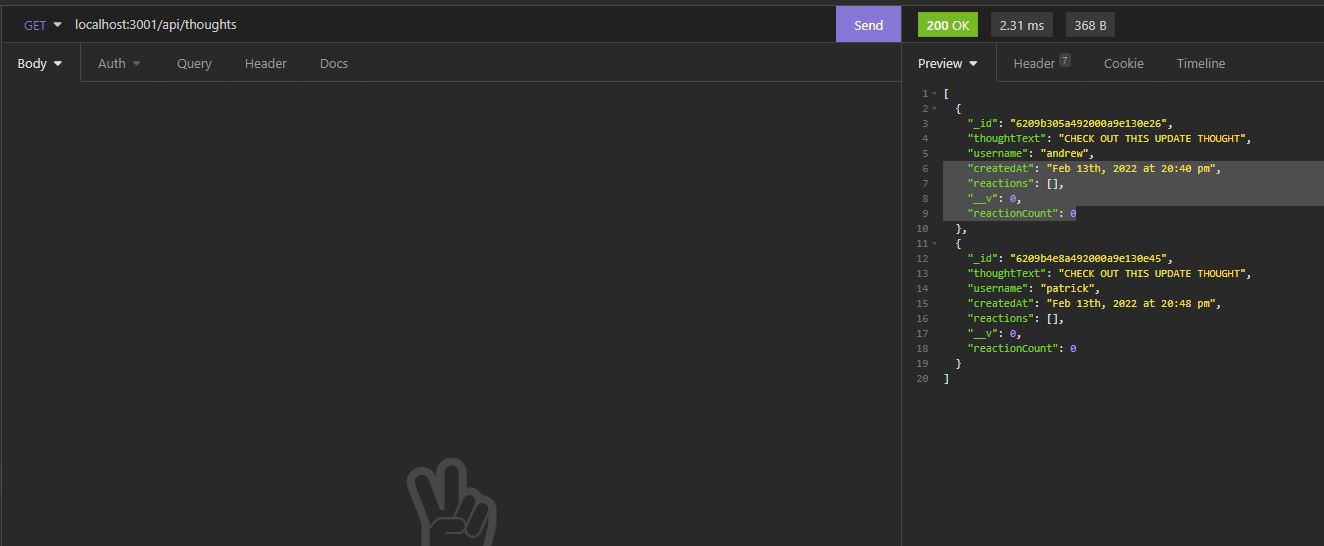 GET localhost:3001/api/thoughts Send 200 OK 2.31 ms 368 B
Body Auth Query Header Docs Preview Header 7 Cookie Timeline
1 [
2 {
3 "_id": "6209b305a492000a9e130e26",
4 "thoughtText": "CHECK OUT THIS UPDATE THOUGHT",
5 "username": "andrew",
6 "createdAt": "Feb 13th, 2022 at 20:40 pm",
7 "reactions": [],
8 "__v": 0,
9 "reactionCount": 0
10 },
11 {
12 "_id": "6209b4e8a492000a9e130e45",
13 "thoughtText": "CHECK OUT THIS UPDATE THOUGHT",
14 "username": "patrick",
15 "createdAt": "Feb 13th, 2022 at 20:48 pm",
16 "reactions": [],
17 "__v": 0,
18 "reactionCount": 0
19 }
20 ]